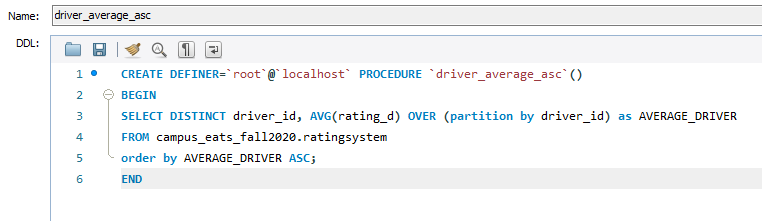 Name: driver_average_asc
DDL:
1 CREATE DEFINER=`root`@`localhost` PROCEDURE `driver_average_asc`()
2 BEGIN
3 SELECT DISTINCT driver_id, AVG(rating_d) OVER (partition by driver_id) as AVERAGE_DRIVER
4 FROM campus_eats_fall2020.ratingsystem
5 order by AVERAGE_DRIVER ASC;
6 END